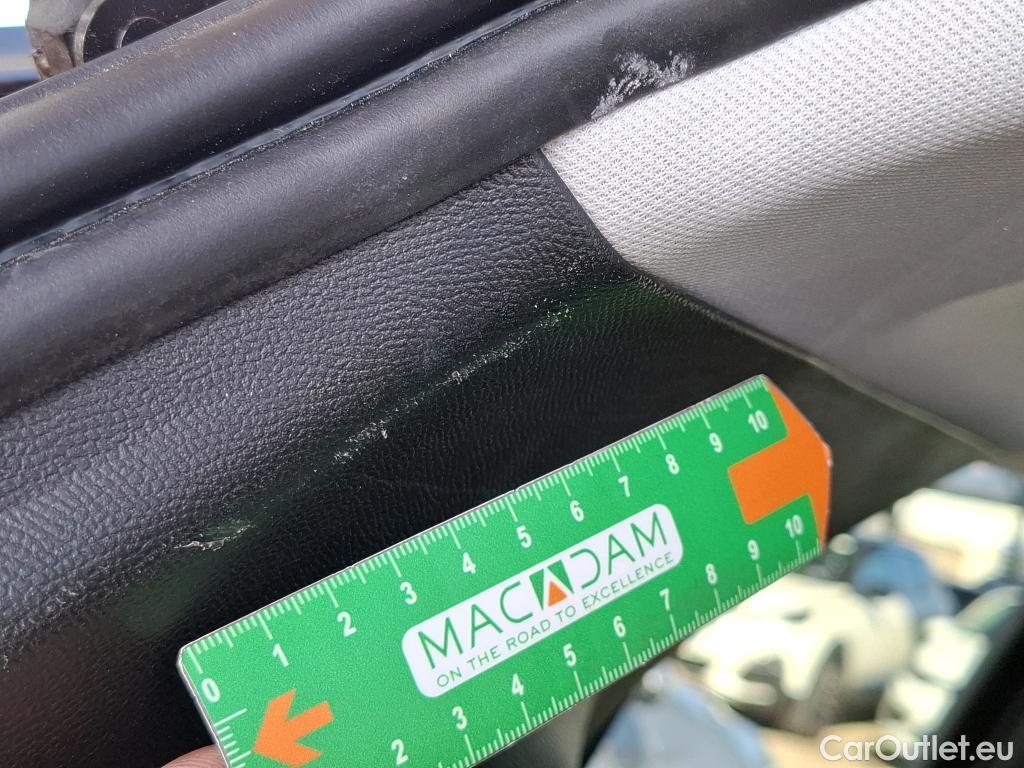 0 1 2 3 4 5 6 7 8 9 10
MACADAM
ON THE ROAD TO EXCELLENCE
2 3 4 5 6 7 8 9 10
CarOutlet.eu